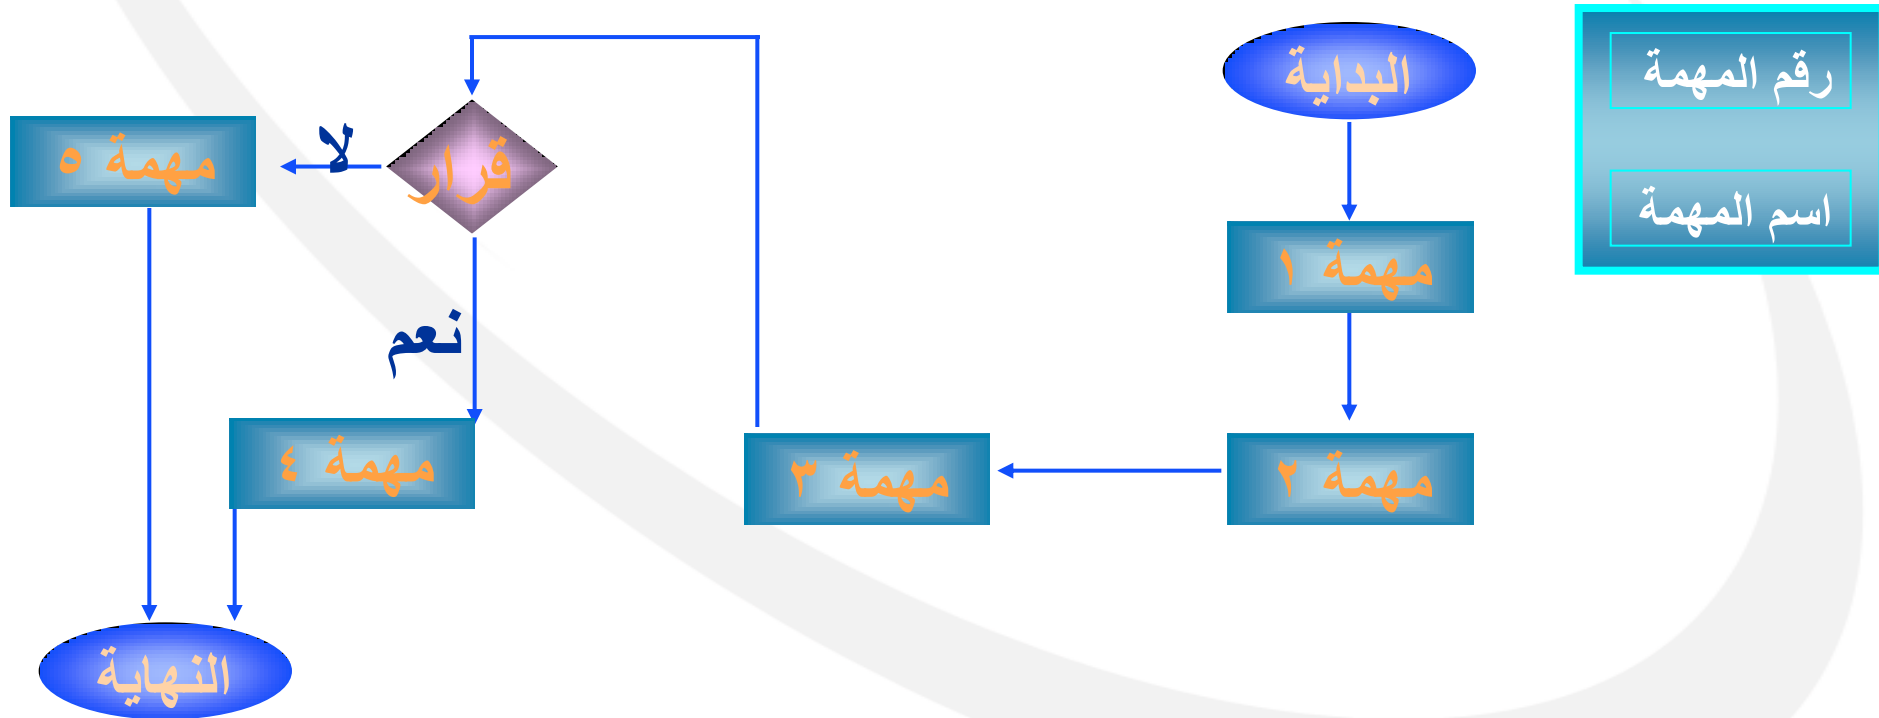 رقم المهمة
اسم المهمة
البداية
مهمة ١
مهمة ٢
مهمة ٣
قرار
لا
مهمة ٥
نعم
مهمة ٤
النهاية